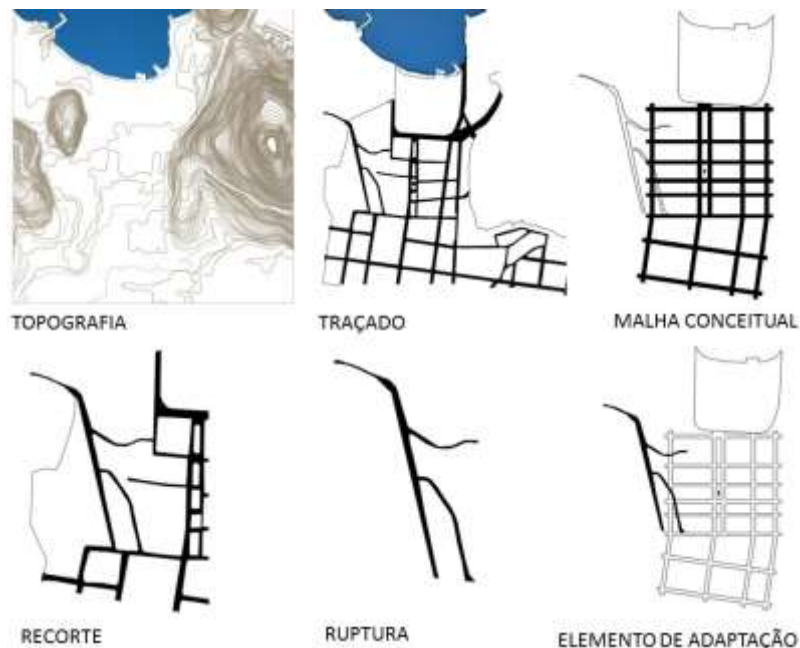 TOPOGRAFIA
TRAÇADO
MALHA CONCEITUAL
RECORTE
RUPTURA
ELEMENTO DE ADAPTAÇÃO